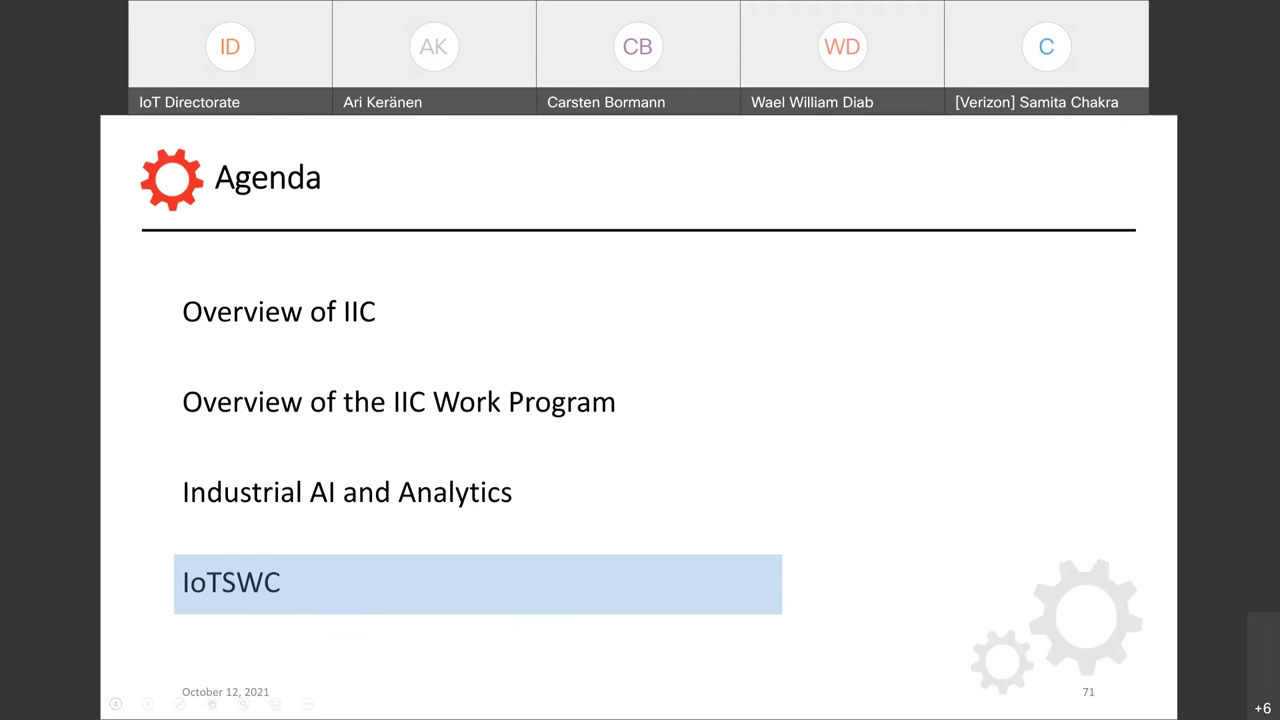 ID
AK
CB
WD
C
IoT Directorate
Ari Keränen
Carsten Bormann
Wael William Diab
[Verizon] Samita Chakra
Agenda
Overview of IIC
Overview of the IIC Work Program
Industrial AI and Analytics
IoTSWC
October 12, 2021
71
+6